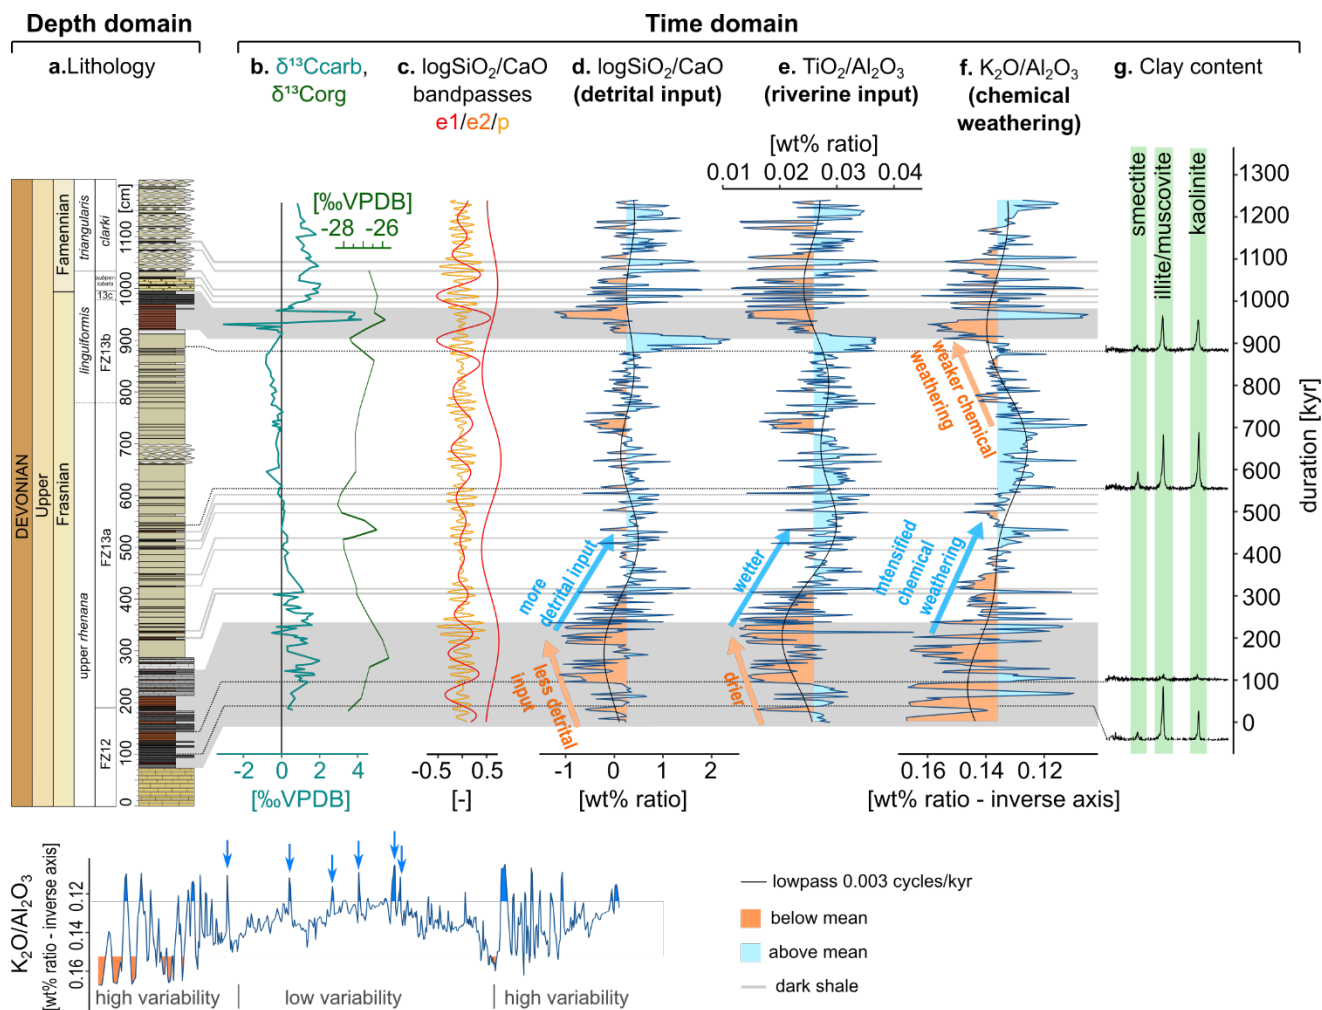 Depth domain
Time domain
a.Lithology
b. δ¹³Ccarb,
δ¹³Corg
c. logSiO₂/CaO
bandpasses
e1/e2/p
d. logSiO₂/CaO
(detrital input)
e. TiO₂/Al₂O₃
(riverine input)
f. K₂O/Al₂O₃
(chemical
weathering)
g. Clay content
[wt% ratio]
0.01 0.03 0.04
[‰VPDB]
-28 -26
smectite
illite/muscovite
kaolinite
DEVONIAN
Upper
Famennian
Frasnian
triangularis
clarki
linguiformis
13c
FZ13b
FZ13a
upper rhenana
FZ12
[cm]
1100
1000
900
800
700
600
500
400
300
200
100
0
1300
1200
1100
1000
900
800
700
600
500
400
300
200
100
0
duration [kyr]
more
detrital input
less detrital
input
wetter
drier
intensified
chemical
weathering
weaker chemical
weathering
-2 0 2 4
[‰VPDB]
-0.5 0.5
[-]
-1 0 1 2
[wt% ratio]
0.16 0.14 0.12
[wt% ratio - inverse axis]
K₂O/Al₂O₃
[wt% ratio - inverse axis]
0.12
0.14
0.16
high variability
low variability
high variability
lowpass 0.003 cycles/kyr
below mean
above mean
dark shale